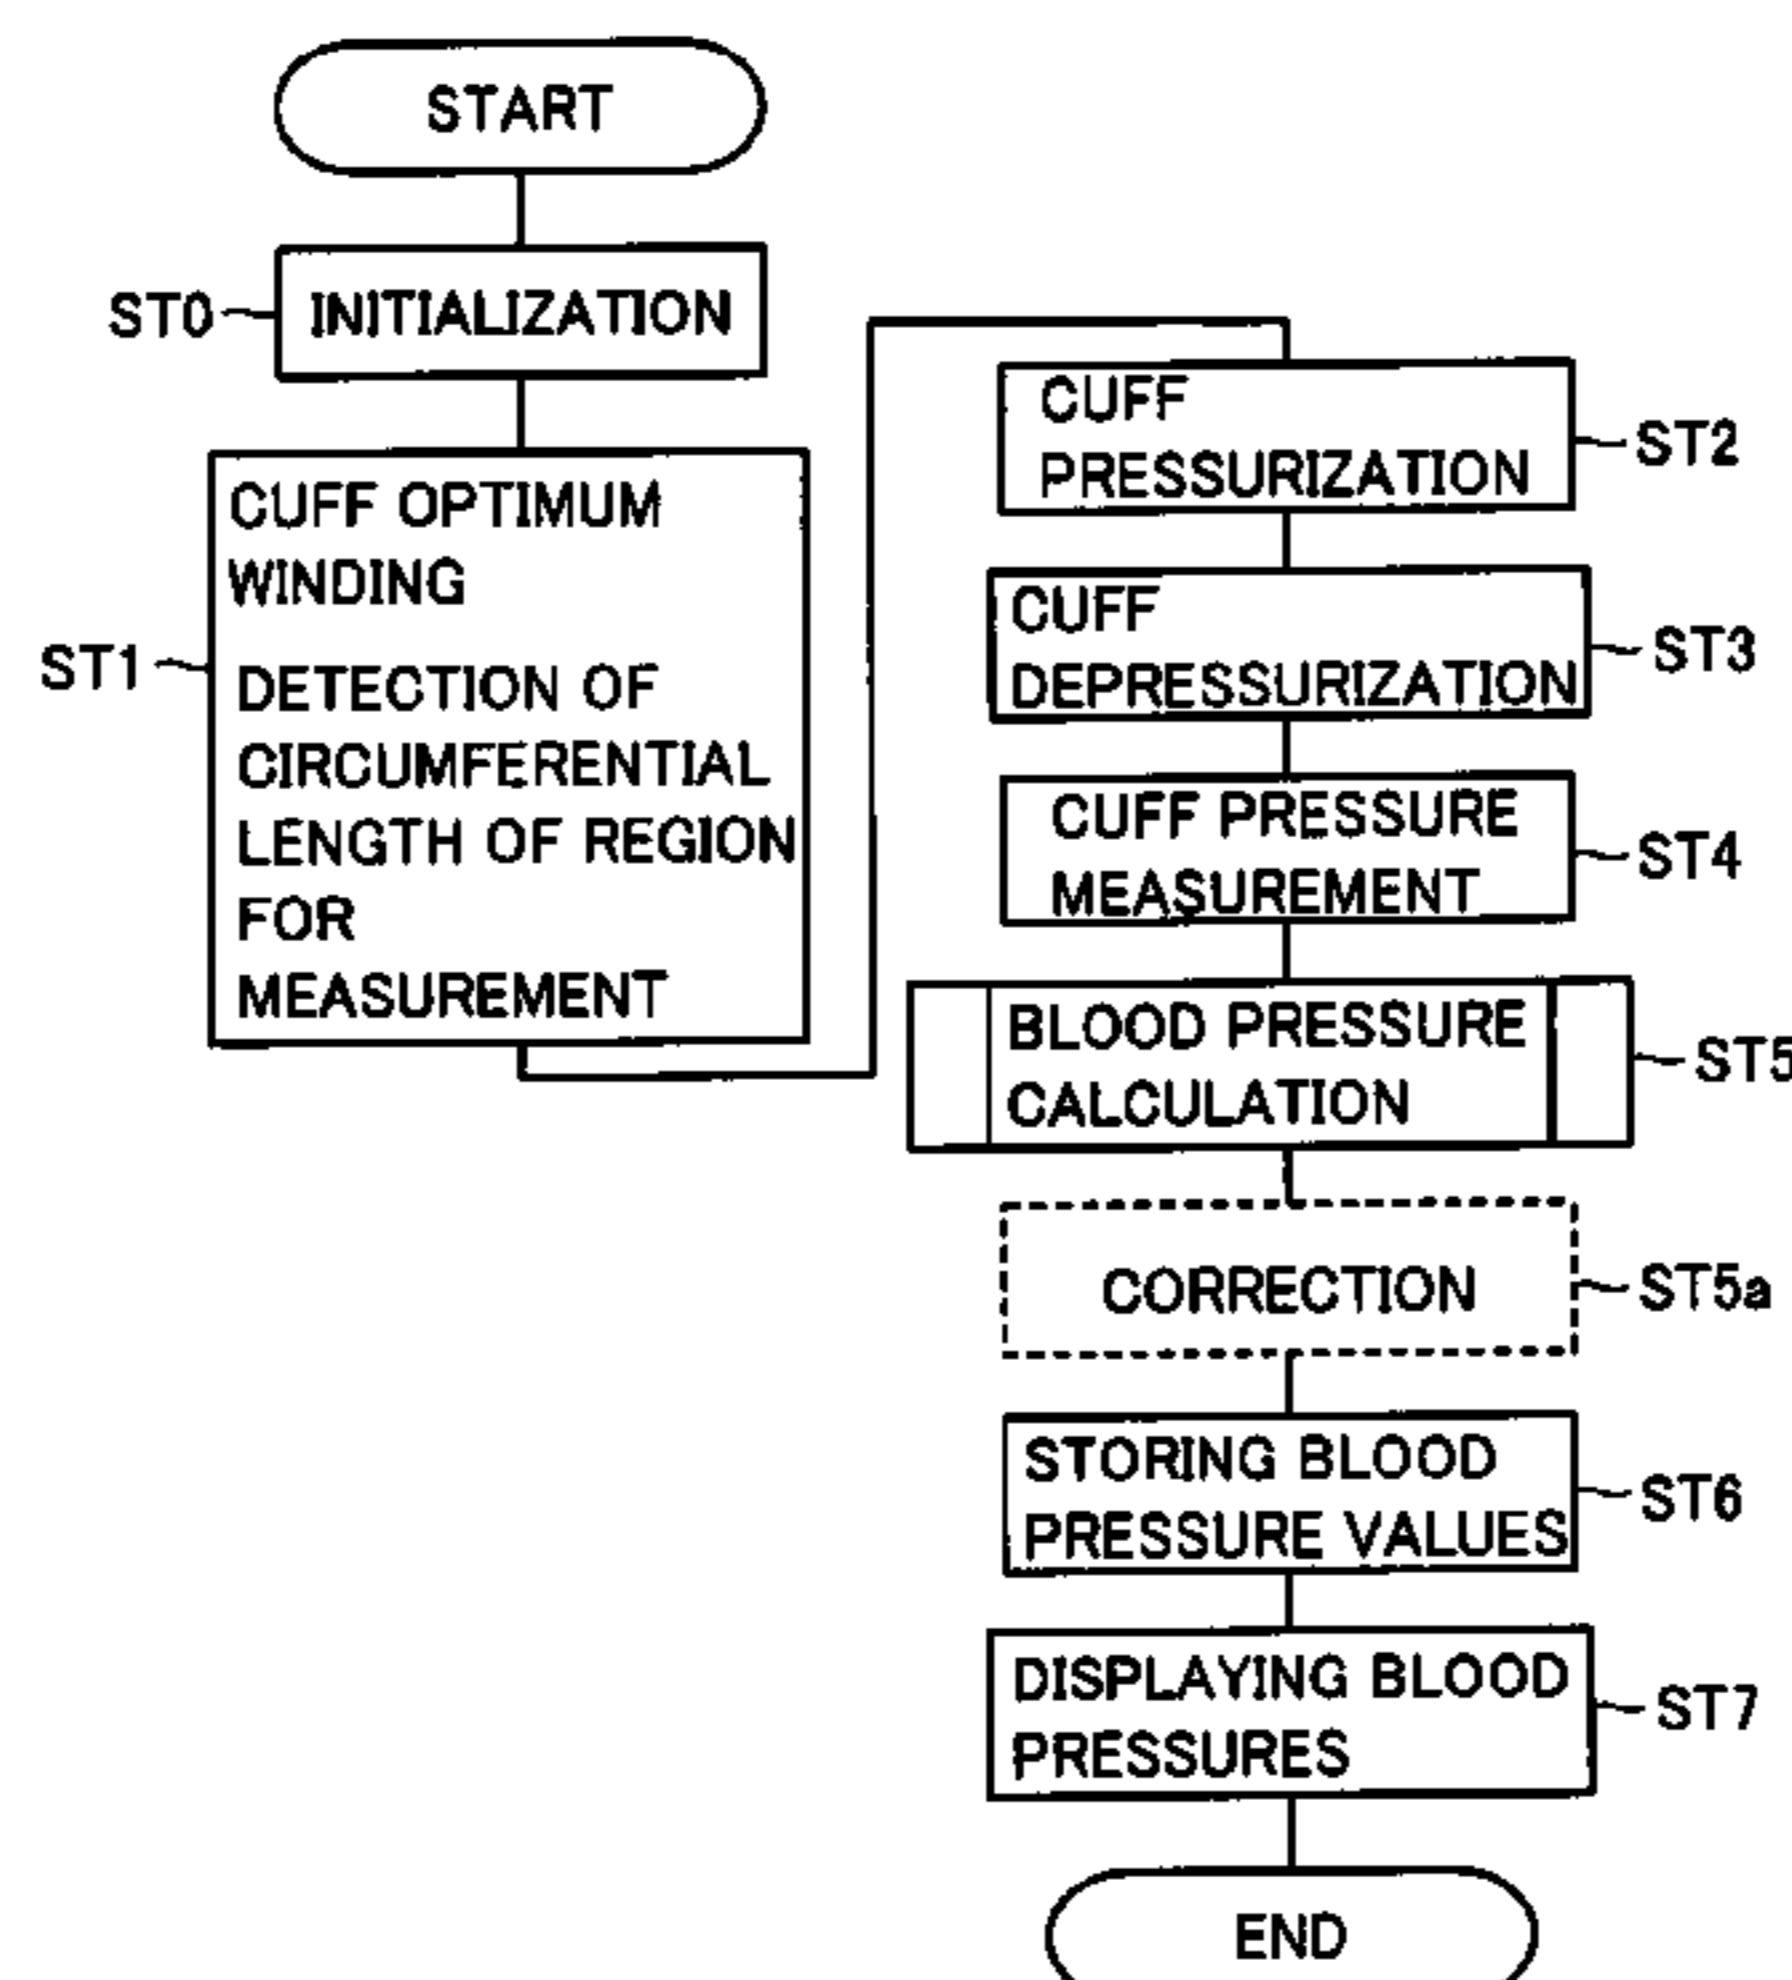 START
ST0
INITIALIZATION
ST1
CUFF OPTIMUM
WINDING
DETECTION OF
CIRCUMFERENTIAL
LENGTH OF REGION
FOR
MEASUREMENT
CUFF
PRESSURIZATION
ST2
CUFF
DEPRESSURIZATION
ST3
CUFF PRESSURE
MEASUREMENT
ST4
BLOOD PRESSURE
CALCULATION
ST5
CORRECTION
ST5a
STORING BLOOD
PRESSURE VALUES
ST6
DISPLAYING BLOOD
PRESSURES
ST7
END